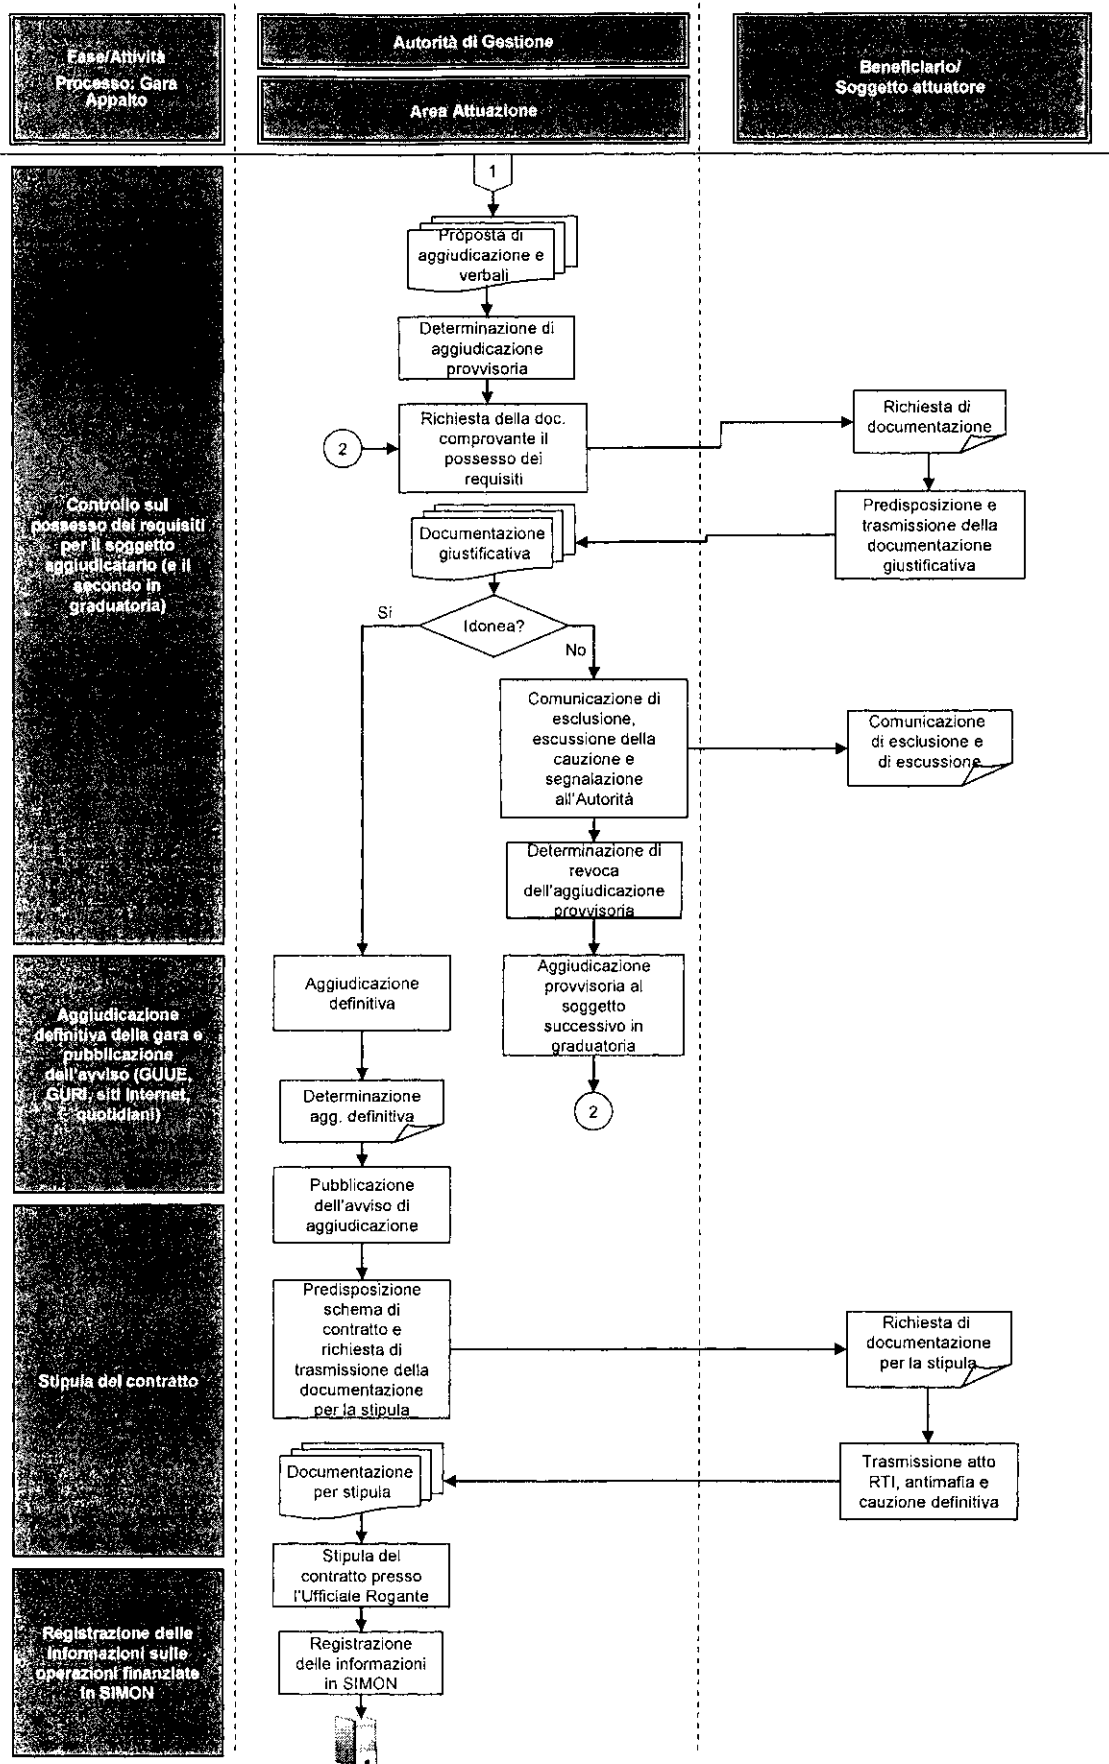 Fase/Attività
Processo: Gara
Appalto
Autorità di Gestione
Area Attuazione
Beneficiario/
Soggetto attuatore
1
Proposta di
aggiudicazione e
verbali
Determinazione di
aggiudicazione
provvisoria
2
Richiesta della doc.
comprovante il
possesso dei
requisiti
Richiesta di
documentazione
Controllo sul
possesso dei requisiti
per il soggetto
aggiudicatario (e il
secondo in
graduatoria)
Documentazione
giustificativa
Predisposizione e
trasmissione della
documentazione
giustificativa
Si
Idonea?
No
Comunicazione di
esclusione,
escussione della
cauzione e
segnalazione
all'Autorità
Comunicazione
di esclusione e
di escussione
Determinazione di
revoca
dell'aggiudicazione
provvisoria
Aggiudicazione
definitiva della gara e
pubblicazione
dell'avviso (GUUE,
GURI, siti Internet,
quotidiani)
Aggiudicazione
definitiva
Aggiudicazione
provvisoria al
soggetto
successivo in
graduatoria
Determinazione
agg. definitiva
2
Pubblicazione
dell'avviso di
aggiudicazione
Stipula del contratto
Predisposizione
schema di
contratto e
richiesta di
trasmissione della
documentazione
per la stipula
Richiesta di
documentazione
per la stipula
Documentazione
per stipula
Trasmissione atto
RTI, antimafia e
cauzione definitiva
Stipula del
contratto presso
l'Ufficiale Rogante
Registrazione delle
informazioni sulle
operazioni finanziate
in SIMON
Registrazione
delle informazioni
in SIMON